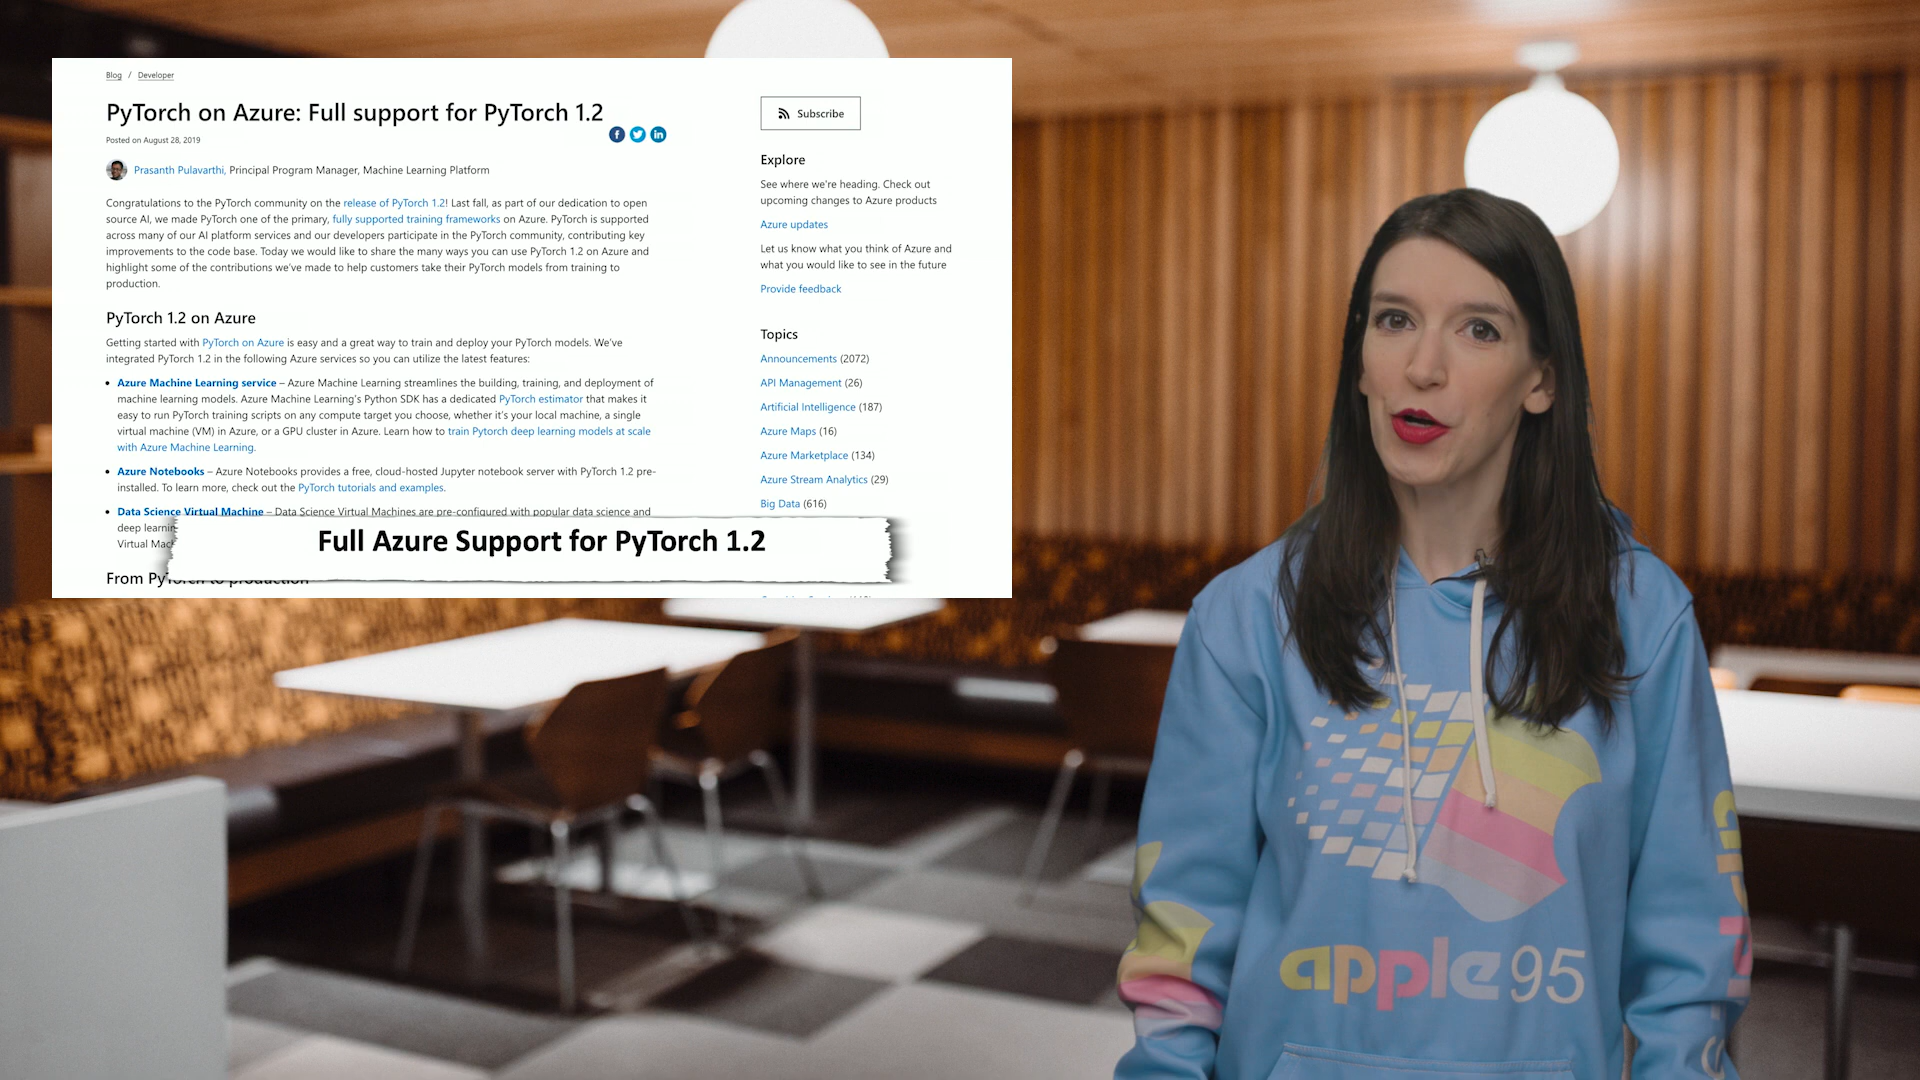 Blog / Developer
PyTorch on Azure: Full support for PyTorch 1.2
Posted on August 28, 2019
Prasanth Pulavarthi, Principal Program Manager, Machine Learning Platform
Congratulations to the PyTorch community on the release of PyTorch 1.2! Last fall, as part of our dedication to open
source AI, we made PyTorch one of the primary, fully supported training frameworks on Azure. PyTorch is supported
across many of our AI platform services and our developers participate in the PyTorch community, contributing key
improvements to the code base. Today we would like to share the many ways you can use PyTorch 1.2 on Azure and
highlight some of the contributions we've made to help customers take their PyTorch models from training to
production.
PyTorch 1.2 on Azure
Getting started with PyTorch on Azure is easy and a great way to train and deploy your PyTorch models. We've
integrated PyTorch 1.2 in the following Azure services so you can utilize the latest features:
• Azure Machine Learning service – Azure Machine Learning streamlines the building, training, and deployment of
machine learning models. Azure Machine Learning's Python SDK has a dedicated PyTorch estimator that makes it
easy to run PyTorch training scripts on any compute target you choose, whether it's your local machine, a single
virtual machine (VM) in Azure, or a GPU cluster in Azure. Learn how to train Pytorch deep learning models at scale
with Azure Machine Learning.
• Azure Notebooks – Azure Notebooks provides a free, cloud-hosted Jupyter notebook server with PyTorch 1.2 pre-
installed. To learn more, check out the PyTorch tutorials and examples.
• Data Science Virtual Machine – Data Science Virtual Machines are pre-configured with popular data science and
deep learnin
Virtual Mac
From PyTorch to production
Subscribe
Explore
See where we're heading. Check out
upcoming changes to Azure products
Azure updates
Let us know what you think of Azure and
what you would like to see in the future
Provide feedback
Topics
Announcements (2072)
API Management (26)
Artificial Intelligence (187)
Azure Maps (16)
Azure Marketplace (134)
Azure Stream Analytics (29)
Big Data (616)
Full Azure Support for PyTorch 1.2
apple 95